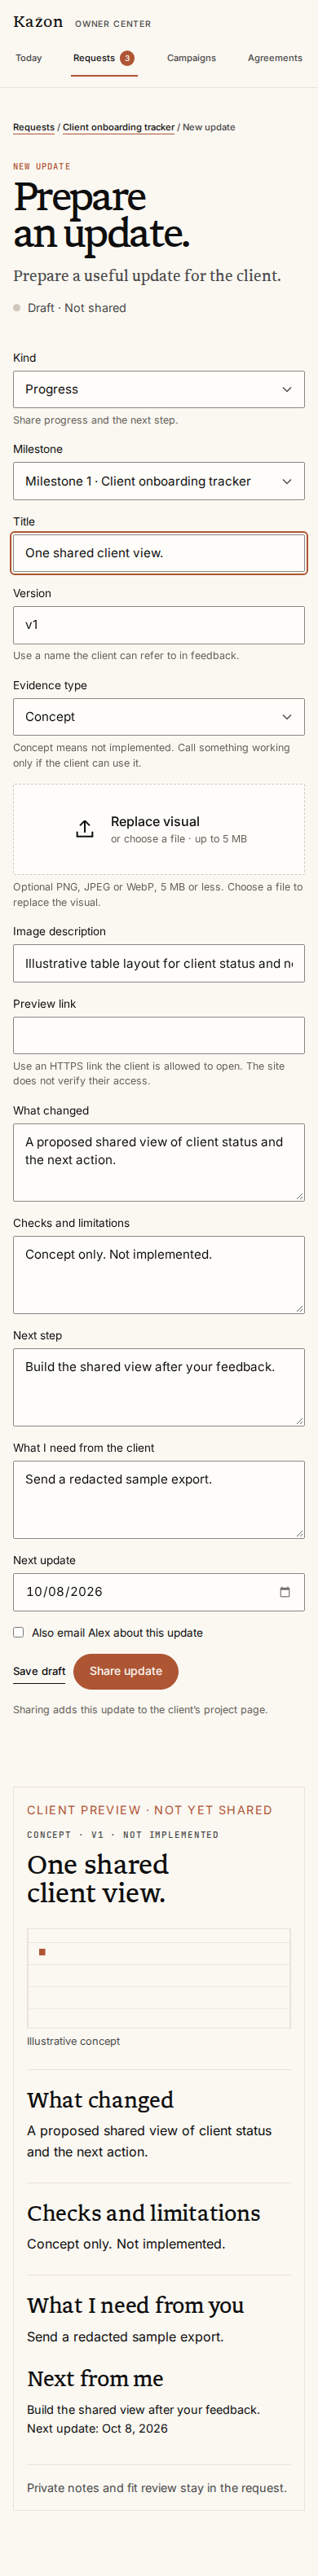 Kažon OWNER CENTER
Today Requests 3 Campaigns Agreements
Requests / Client onboarding tracker / New update
NEW UPDATE
Prepare
an update.
Prepare a useful update for the client.
Draft · Not shared
Kind
Progress
Share progress and the next step.
Milestone
Milestone 1 · Client onboarding tracker
Title
One shared client view.
Version
v1
Use a name the client can refer to in feedback.
Evidence type
Concept
Concept means not implemented. Call something working
only if the client can use it.
Replace visual
or choose a file · up to 5 MB
Optional PNG, JPEG or WebP, 5 MB or less. Choose a file to
replace the visual.
Image description
Illustrative table layout for client status and
Preview link
Use an HTTPS link the client is allowed to open. The site
does not verify their access.
What changed
A proposed shared view of client status and
the next action.
Checks and limitations
Concept only. Not implemented.
Next step
Build the shared view after your feedback.
What I need from the client
Send a redacted sample export.
Next update
10/08/2026
Also email Alex about this update
Save draft Share update
Sharing adds this update to the client's project page.
CLIENT PREVIEW · NOT YET SHARED
CONCEPT · V1 · NOT IMPLEMENTED
One shared
client view.
Illustrative concept
What changed
A proposed shared view of client status
and the next action.
Checks and limitations
Concept only. Not implemented.
What I need from you
Send a redacted sample export.
Next from me
Build the shared view after your feedback.
Next update: Oct 8, 2026
Private notes and fit review stay in the request.